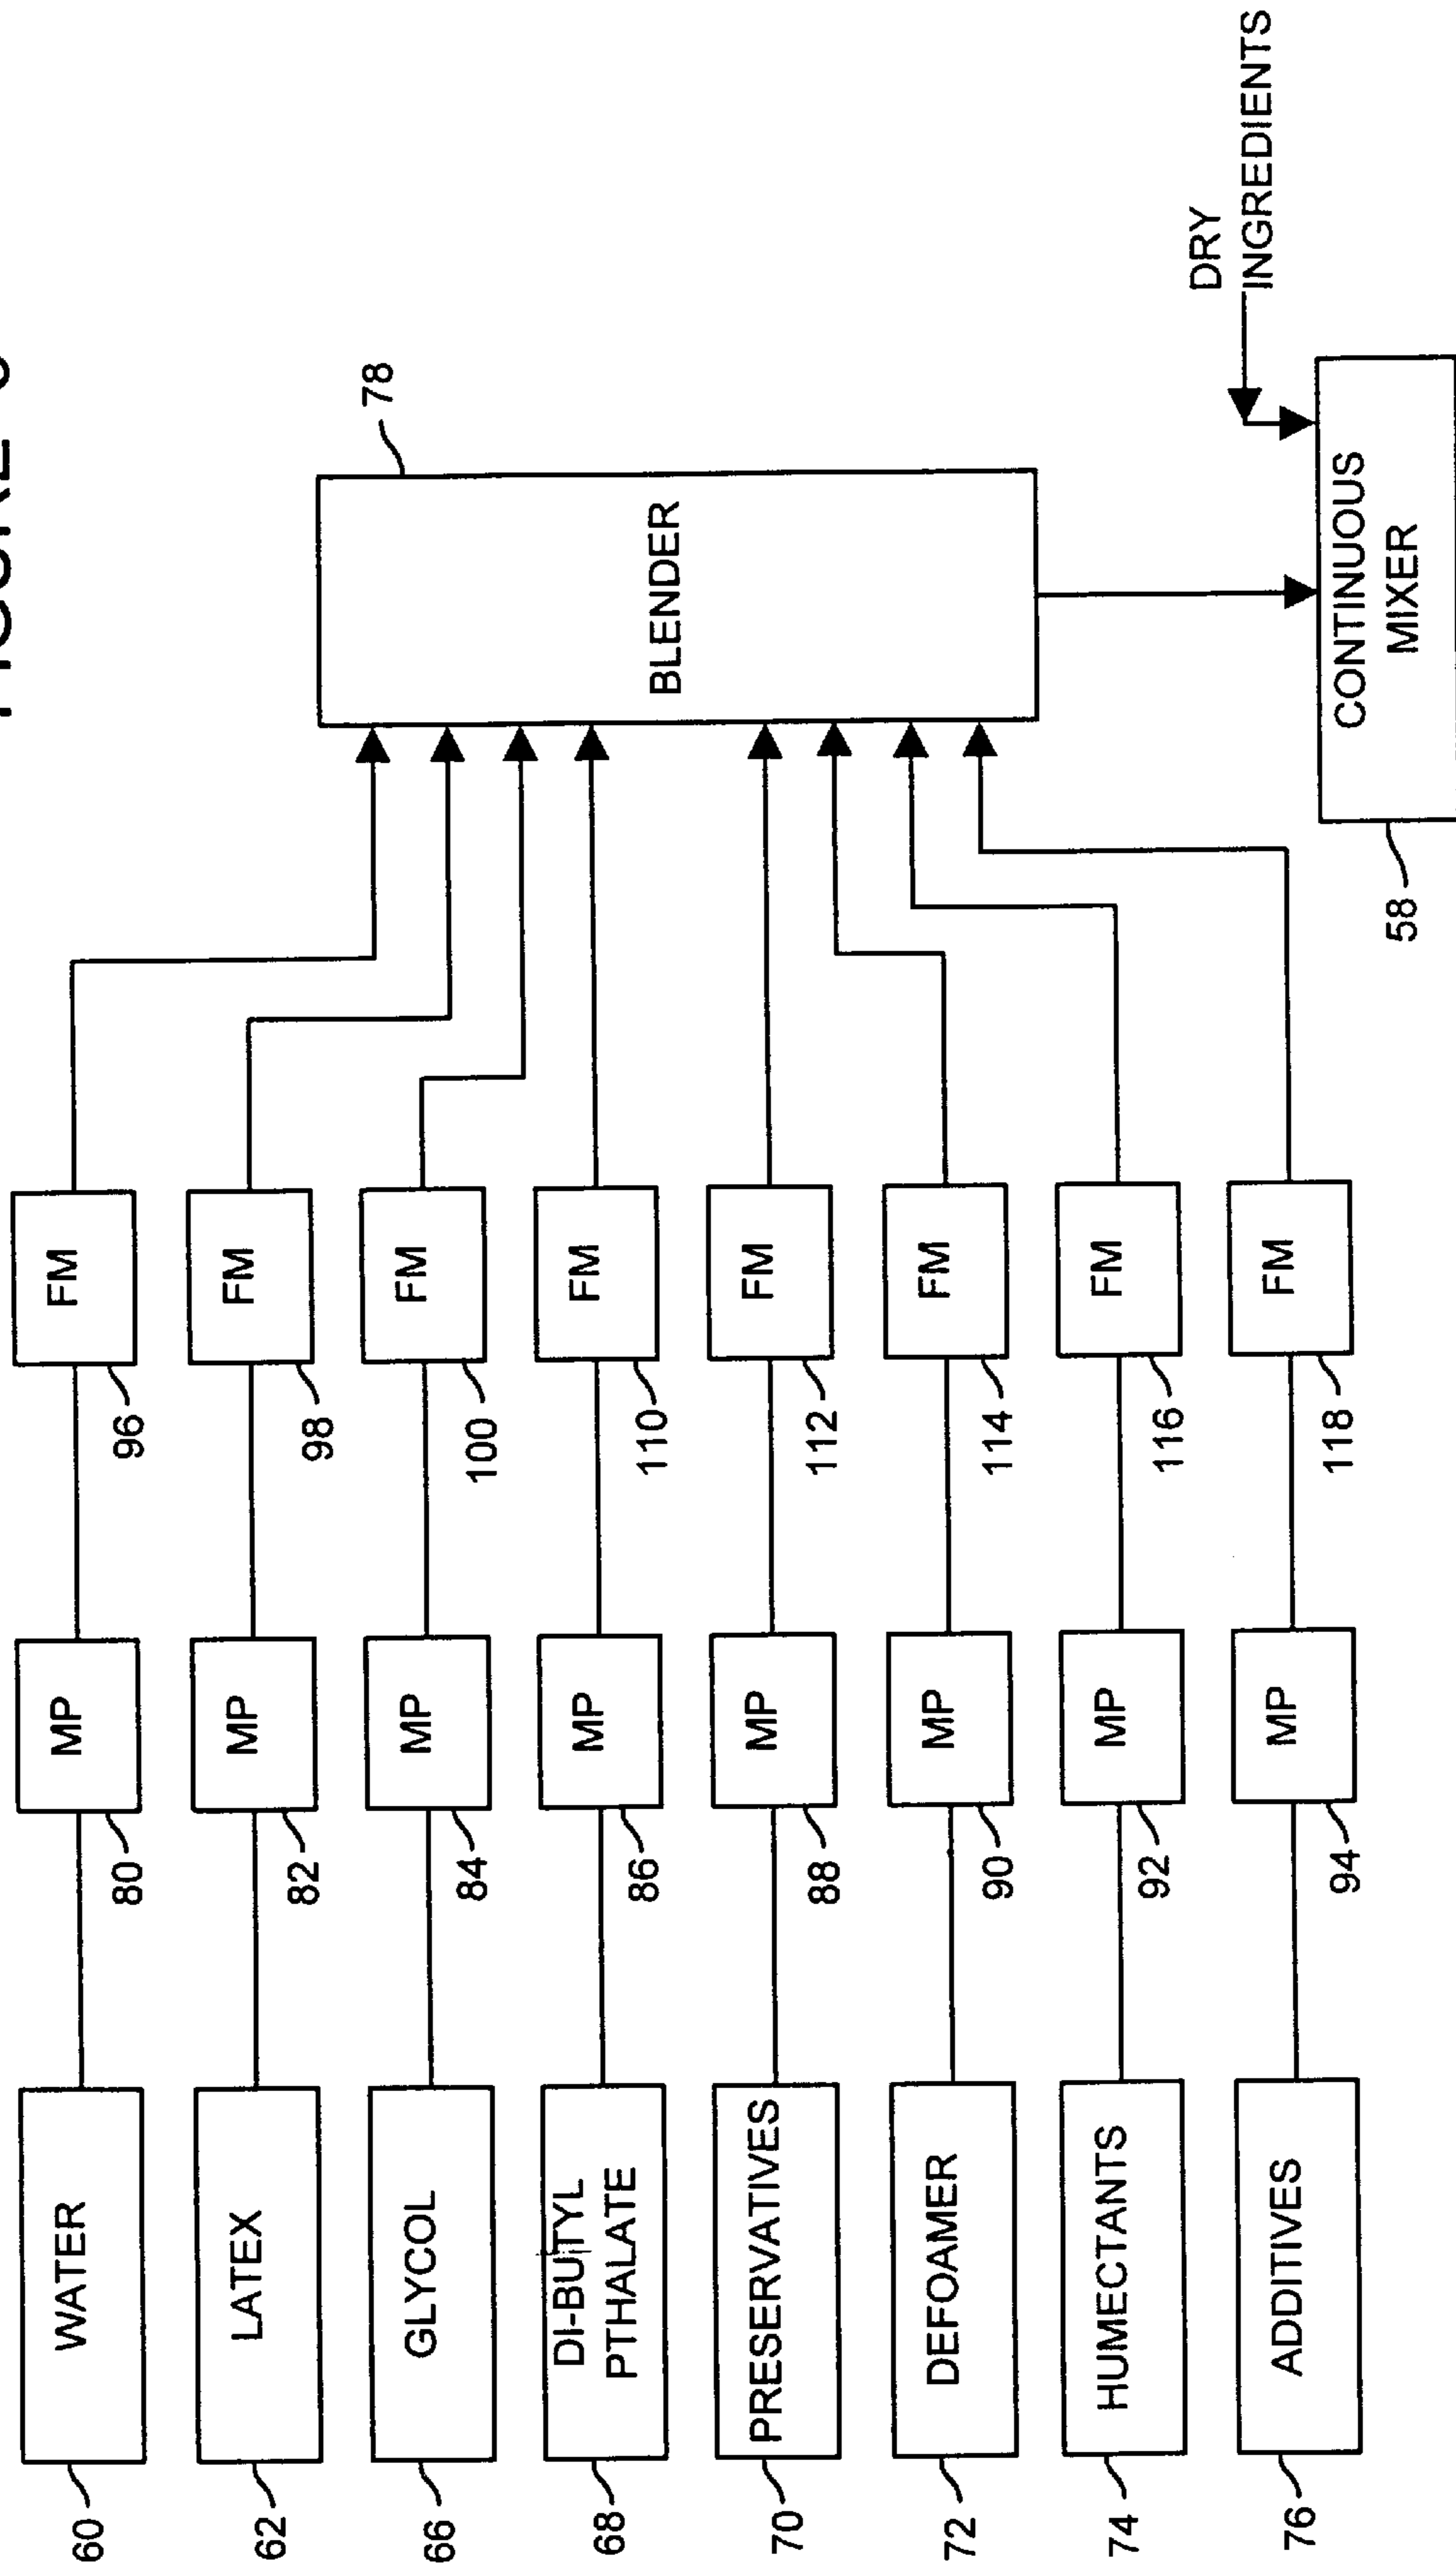 60
WATER
80
MP
96
FM
62
LATEX
82
MP
98
FM
66
GLYCOL
84
MP
100
FM
68
DI-BUTYL
PTHALATE
86
MP
110
FM
70
PRESERVATIVES
88
MP
112
FM
72
DEFOAMER
90
MP
114
FM
74
HUMECTANTS
92
MP
116
FM
76
ADDITIVES
94
MP
118
FM
78
BLENDER
DRY
INGREDIENTS
58
CONTINUOUS
MIXER